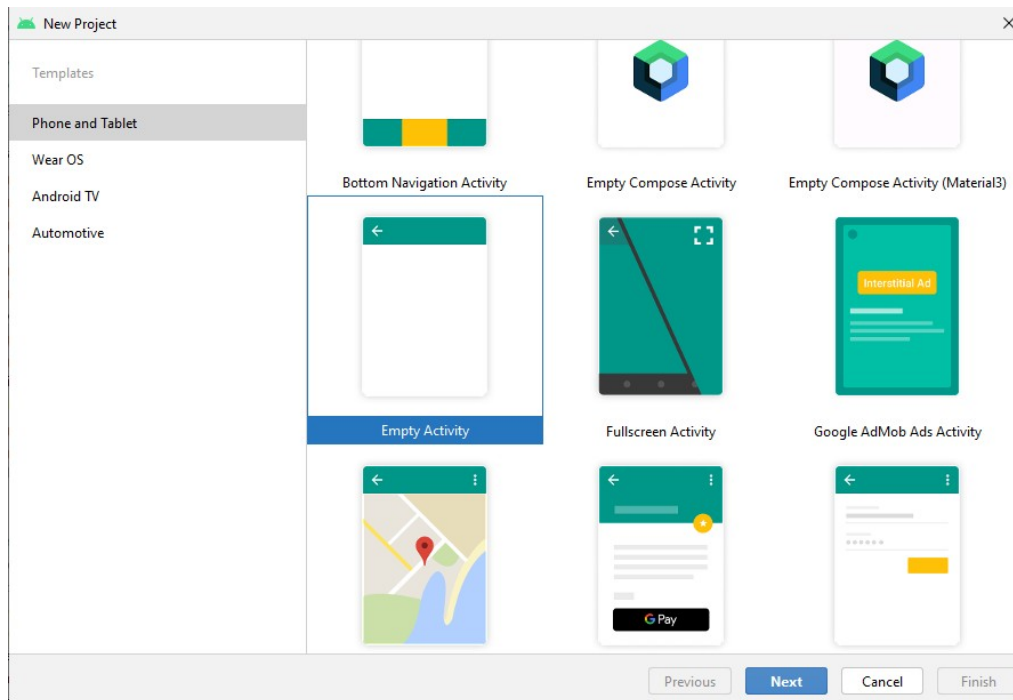 New Project
Templates
Phone and Tablet
Wear OS
Android TV
Automotive
Bottom Navigation Activity
Empty Compose Activity
Empty Compose Activity (Material3)
Interstitial Ad
Empty Activity
Fullscreen Activity
Google AdMob Ads Activity
G Pay
Previous
Next
Cancel
Finish